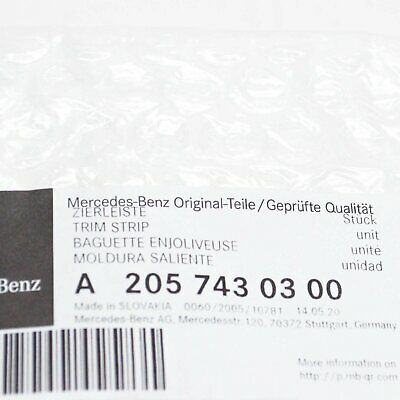 Mercedes-Benz Original-Teile/Geprüfte Qualität
ZIERLEISTE Stück
TRIM STRIP unit
BAGUETTE ENJOLIVEUSE unite
MOLDURA SALIENTE unidad
Benz
A 205 743 03 00
Made in SLOVAKIA 0060/2005/10781 14.05.20
Mercedes-Benz AG, Mercedesstr.120, 70372 Stuttgart, Germany
More information on
http://p.mb-qr.com